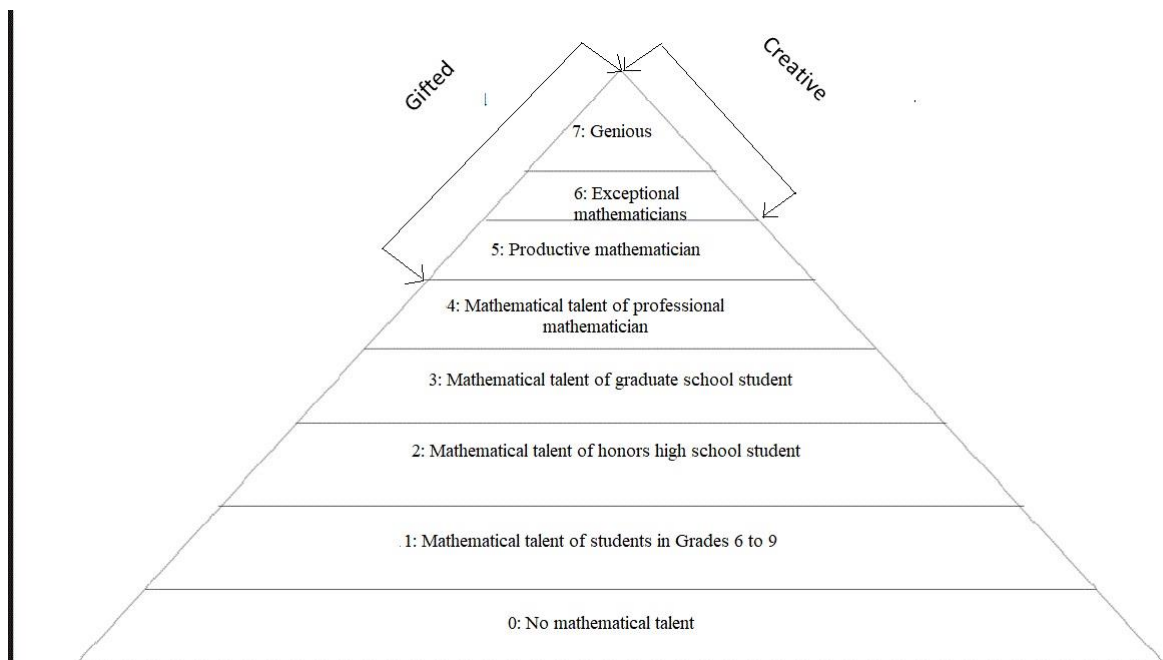 Gifted
Creative
7: Genious
6: Exceptional
mathematicians
5: Productive mathematician
4: Mathematical talent of professional
mathematician
3: Mathematical talent of graduate school student
2: Mathematical talent of honors high school student
1: Mathematical talent of students in Grades 6 to 9
0: No mathematical talent